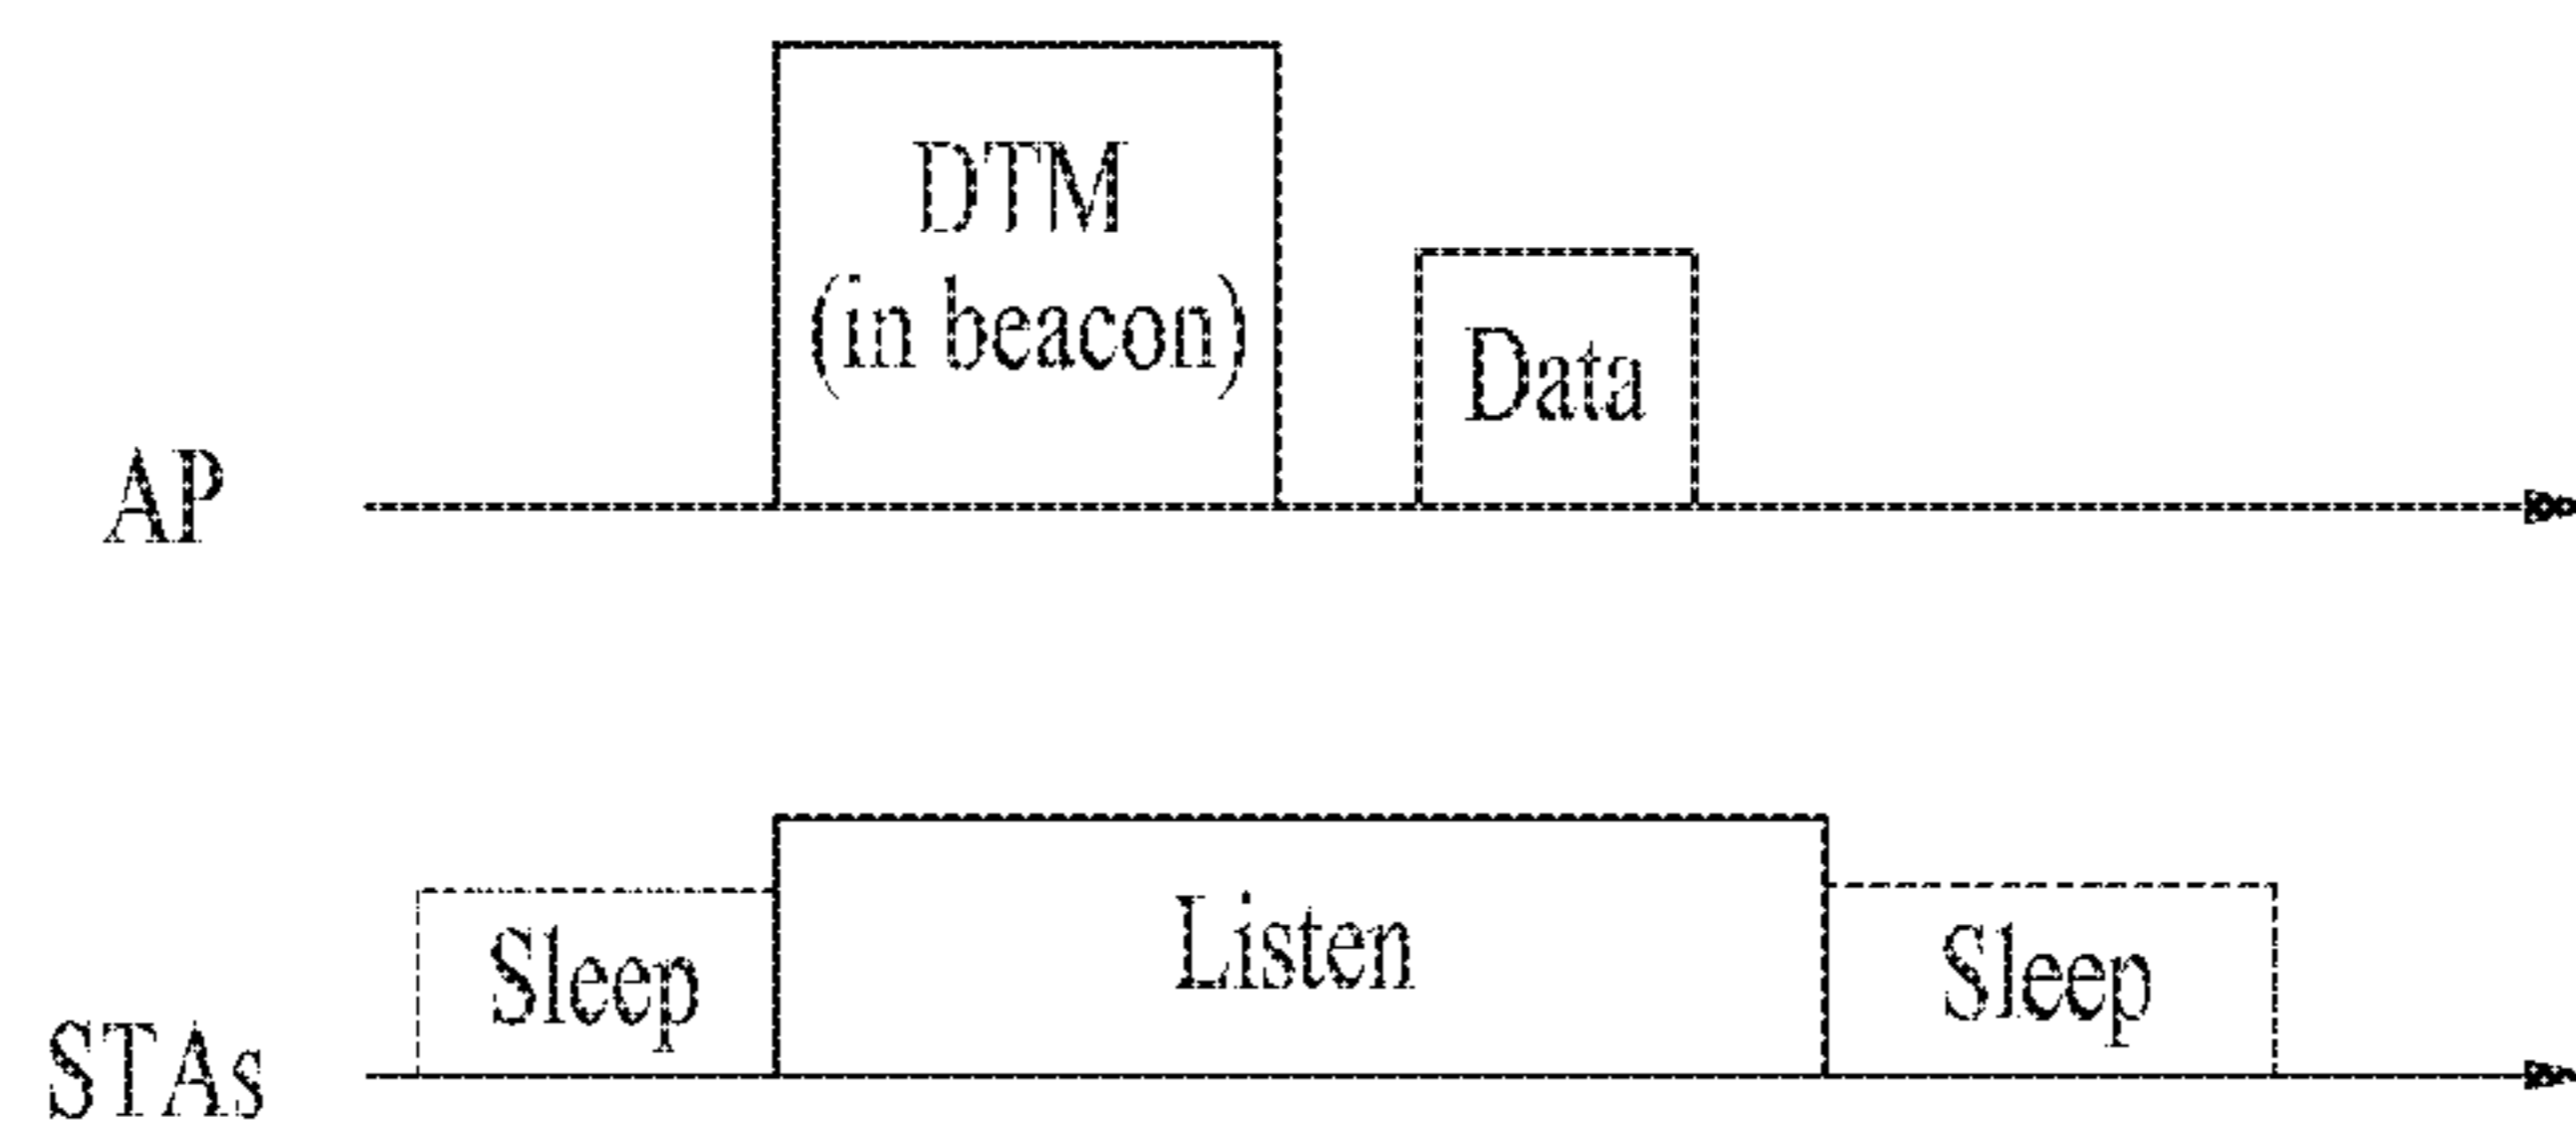 DTM
(in beacon)
Data
AP
Listen
Sleep
Sleep
STAs